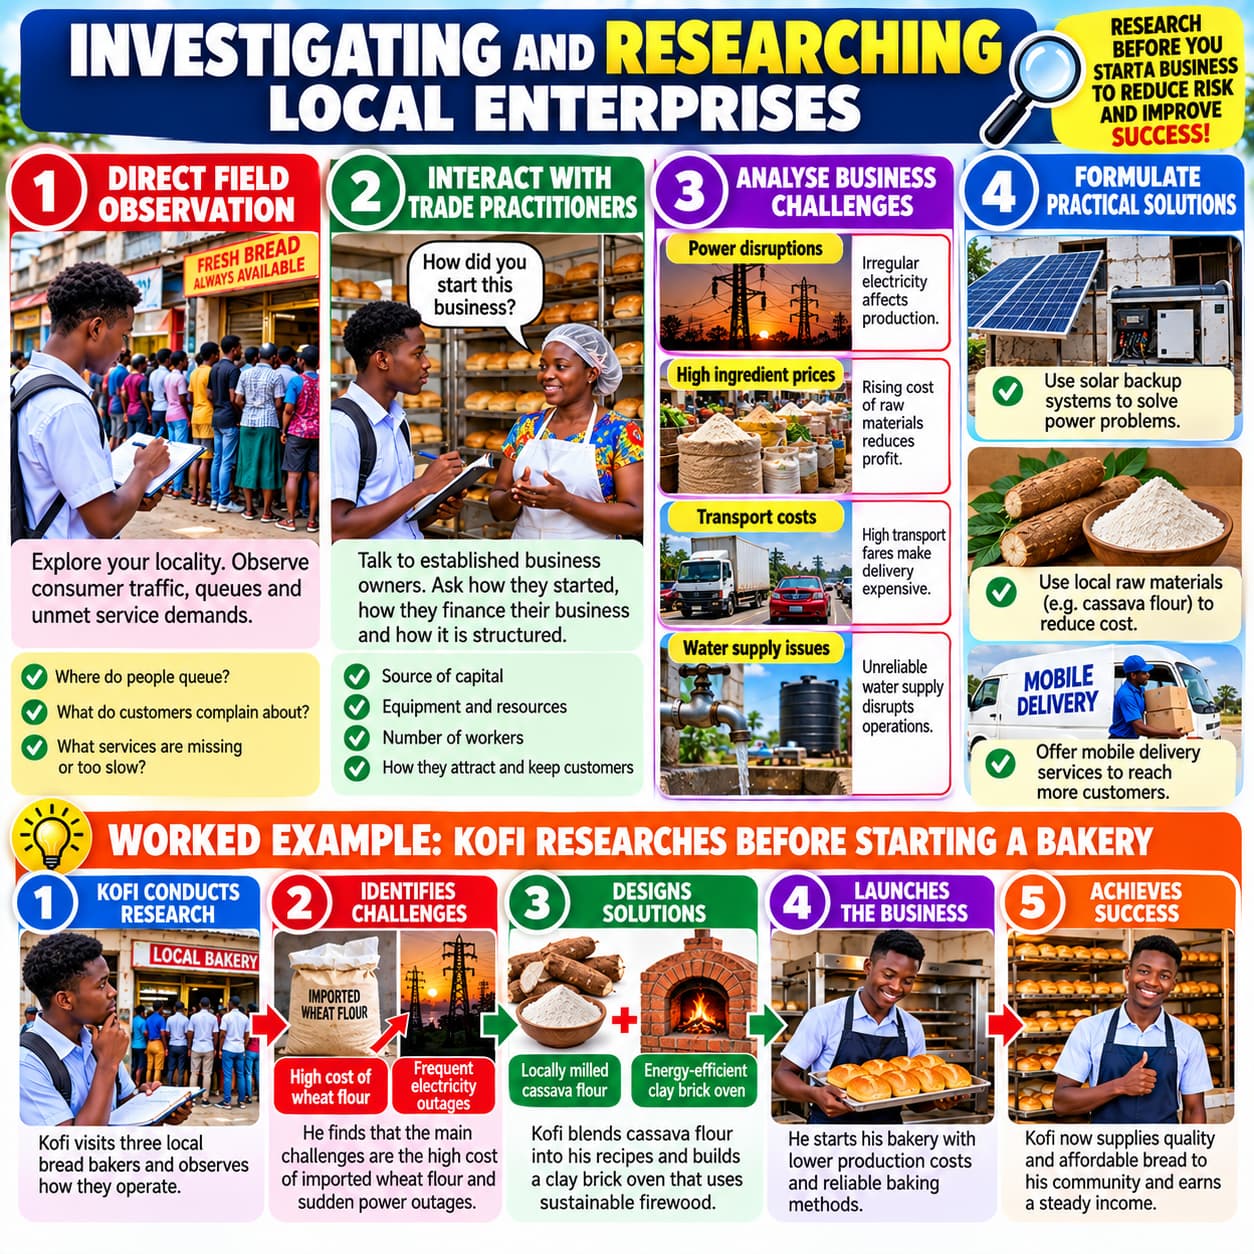 INVESTIGATING AND RESEARCHING
LOCAL ENTERPRISES
RESEARCH
BEFORE YOU
STARTA BUSINESS
TO REDUCE RISK
AND IMPROVE
SUCCESS!
1
DIRECT FIELD
OBSERVATION
FRESH BREAD
ALWAYS AVAILABLE
Explore your locality. Observe
consumer traffic, queues and
unmet service demands.
Where do people queue?
What do customers complain about?
What services are missing
or too slow?
2
INTERACT WITH
TRADE PRACTITIONERS
How did you
start this
business?
Talk to established business
owners. Ask how they started,
how they finance their business
and how it is structured.
Source of capital
Equipment and resources
Number of workers
How they attract and keep customers
3
ANALYSE BUSINESS
CHALLENGES
Power disruptions
Irregular
electricity
affects
production.
High ingredient prices
Rising cost
of raw
materials
reduces
profit.
Transport costs
High transport
fares make
delivery
expensive.
Water supply issues
Unreliable
water supply
disrupts
operations.
4
FORMULATE
PRACTICAL SOLUTIONS
Use solar backup
systems to solve
power problems.
Use local raw materials
(e.g. cassava flour) to
reduce cost.
MOBILE
DELIVERY
Offer mobile delivery
services to reach
more customers.
WORKED EXAMPLE: KOFI RESEARCHES BEFORE STARTING A BAKERY
1
KOFI CONDUCTS
RESEARCH
LOCAL BAKERY
Kofi visits three local
bread bakers and observes
how they operate.
2
IDENTIFIES
CHALLENGES
IMPORTED
WHEAT FLOUR
High cost of
wheat flour
Frequent
electricity
outages
He finds that the main
challenges are the high cost
of imported wheat flour and
sudden power outages.
3
DESIGNS
SOLUTIONS
Locally milled
cassava flour
Energy-efficient
clay brick oven
Kofi blends cassava flour
into his recipes and builds
a clay brick oven that uses
sustainable firewood.
4
LAUNCHES
THE BUSINESS
He starts his bakery with
lower production costs
and reliable baking
methods.
5
ACHIEVES
SUCCESS
Kofi now supplies quality
and affordable bread to
his community and earns
a steady income.